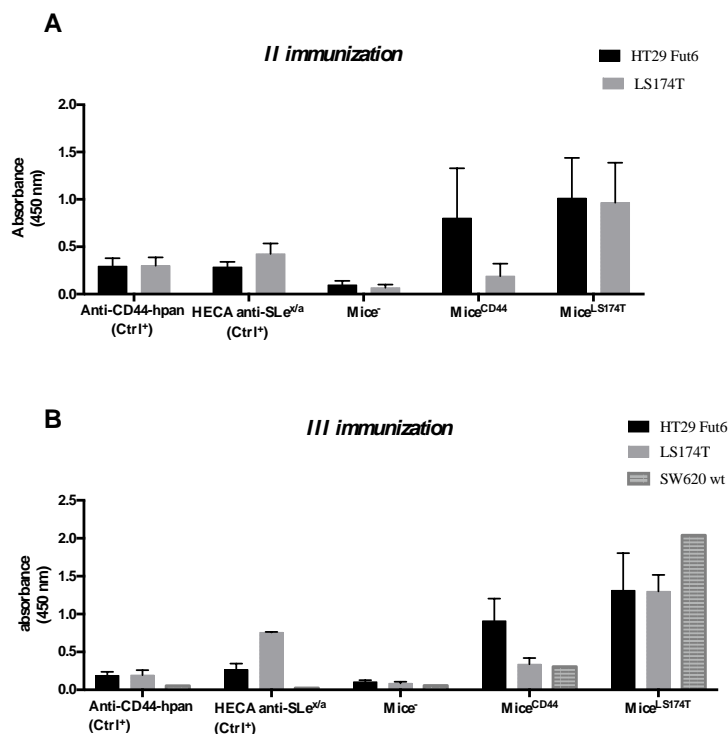 A
II immunization
HT29 Fut6
LS174T
Absorbance
(450 nm)
2.0
1.5
1.0
0.5
0.0
Anti-CD44-hpan
(Ctrl⁺)
HECA anti-SLeˣ/ᵃ
(Ctrl⁺)
Mice⁻
Miceᶜᴰ⁴⁴
Miceᴸˢ¹⁷⁴ᵀ
B
III immunization
HT29 Fut6
LS174T
SW620 wt
absorbance
(450 nm)
2.5
2.0
1.5
1.0
0.5
0.0
Anti-CD44-hpan
(Ctrl⁺)
HECA anti-SLeˣ/ᵃ
(Ctrl⁺)
Mice⁻
Miceᶜᴰ⁴⁴
Miceᴸˢ¹⁷⁴ᵀ